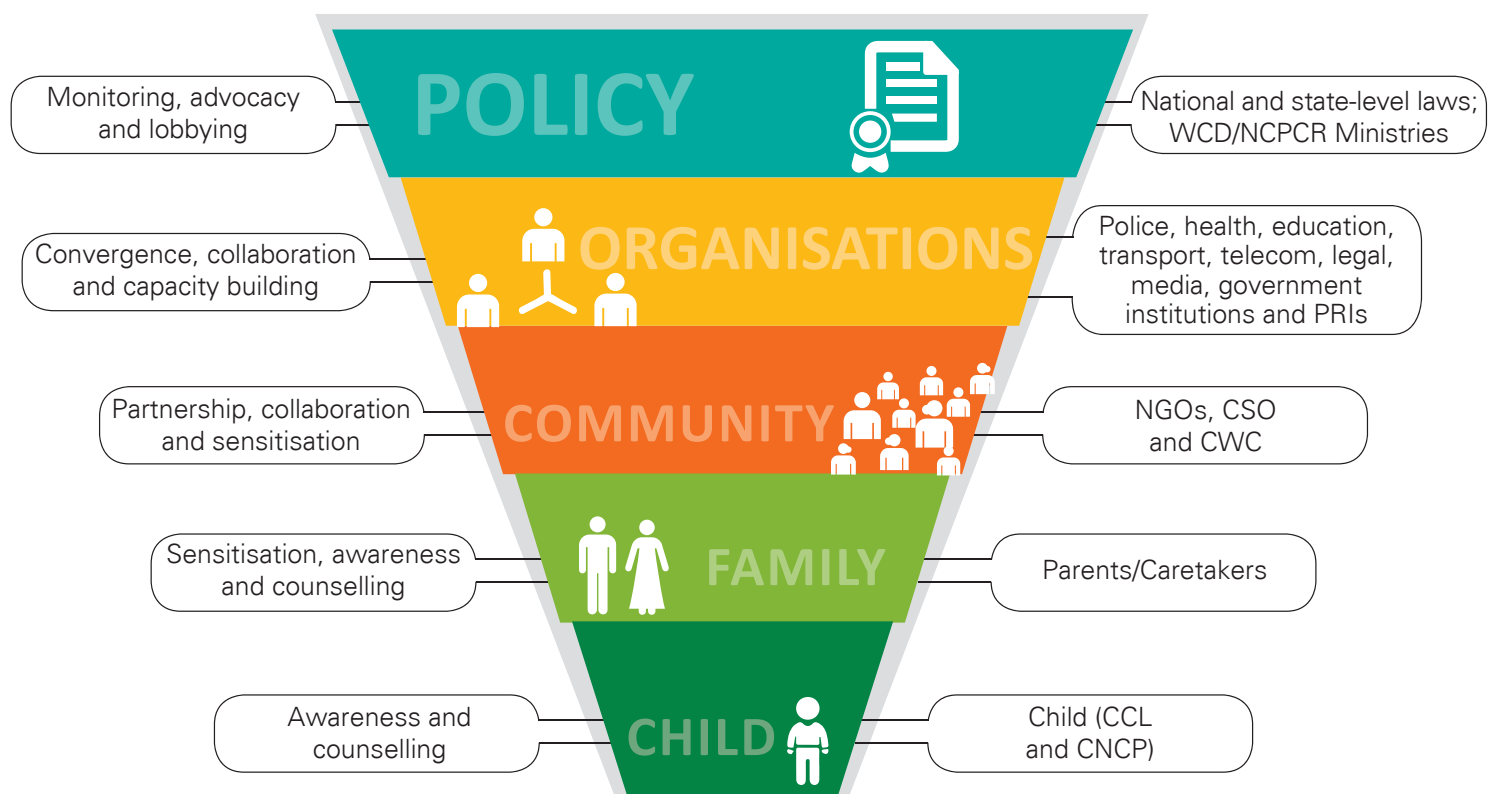 POLICY
Monitoring, advocacy
and lobbying
National and state-level laws;
WCD/NCPCR Ministries
ORGANISATIONS
Convergence, collaboration
and capacity building
Police, health, education,
transport, telecom, legal,
media, government
institutions and PRIs
COMMUNITY
Partnership, collaboration
and sensitisation
NGOs, CSO
and CWC
FAMILY
Sensitisation, awareness
and counselling
Parents/Caretakers
CHILD
Awareness and
counselling
Child (CCL
and CNCP)